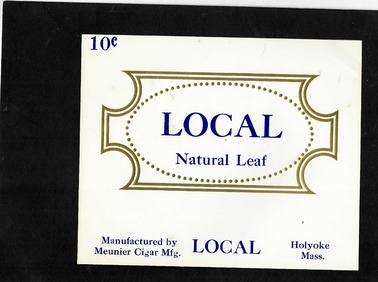 10¢
LOCAL
Natural Leaf
Manufactured by
Meunier Cigar Mfg.
LOCAL
Holyoke
Mass.